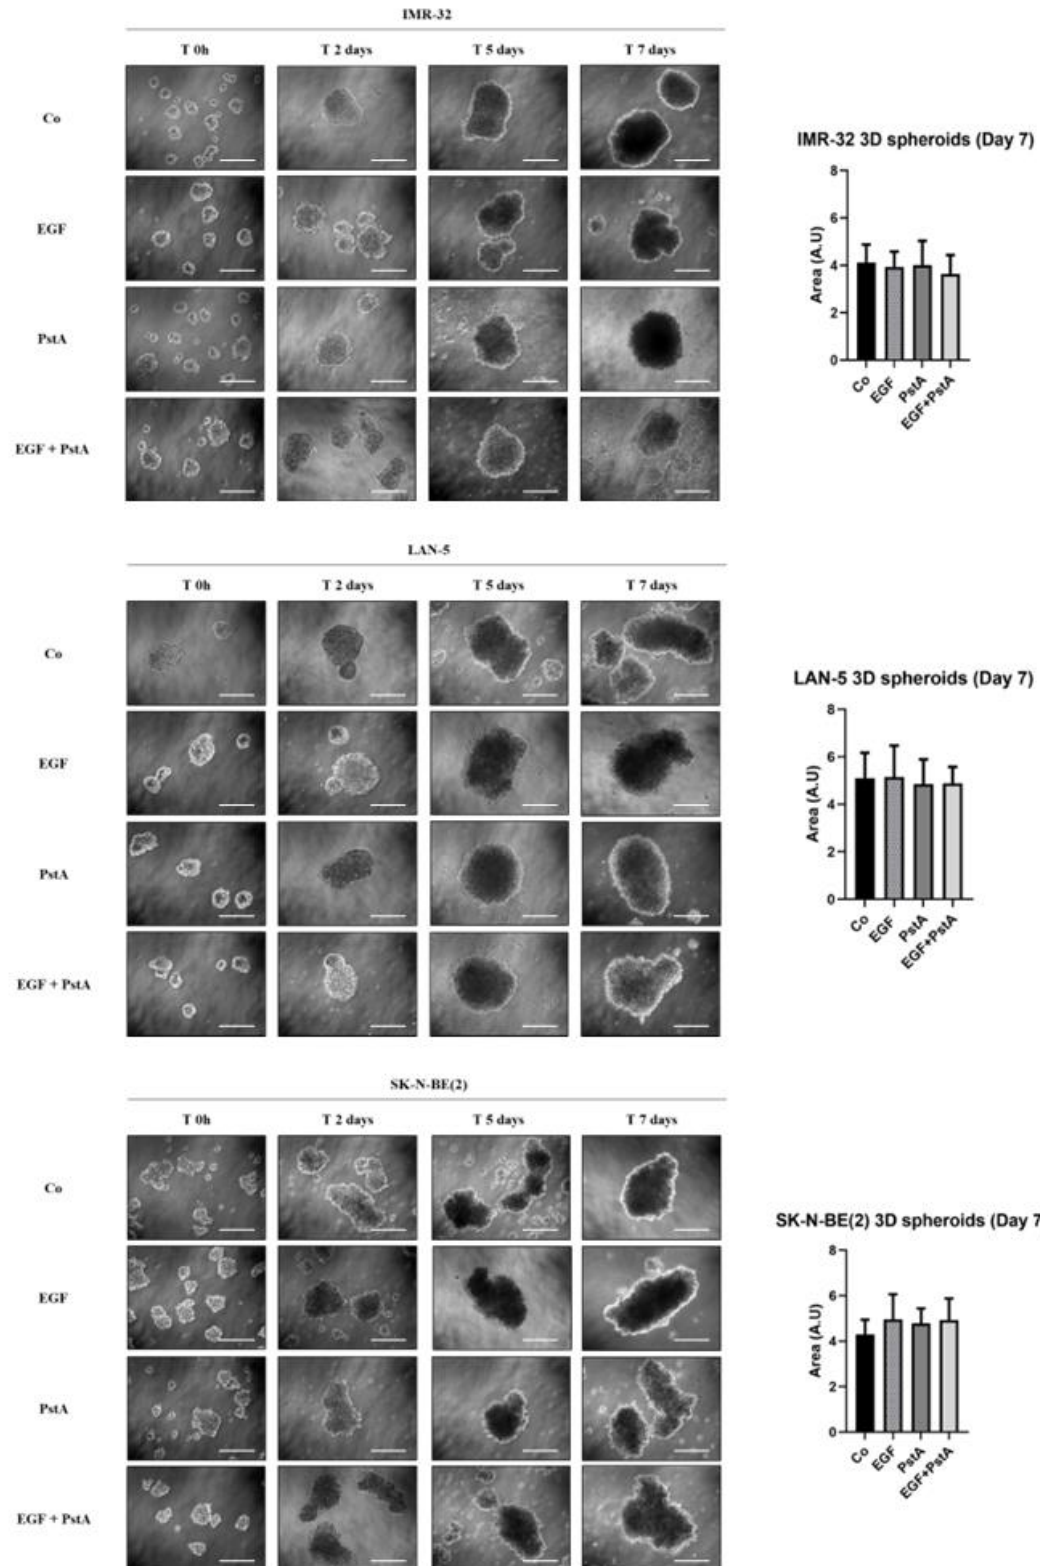 IMR-32
T 0h T 2 days T 5 days T 7 days
Co
EGF
PstA
EGF + PstA
IMR-32 3D spheroids (Day 7)
Area (A.U)
8
6
4
2
0
Co EGF PstA EGF+PstA
LAN-5
T 0h T 2 days T 5 days T 7 days
Co
EGF
PstA
EGF + PstA
LAN-5 3D spheroids (Day 7)
Area (A.U)
8
6
4
2
0
Co EGF PstA EGF+PstA
SK-N-BE(2)
T 0h T 2 days T 5 days T 7 days
Co
EGF
PstA
EGF + PstA
SK-N-BE(2) 3D spheroids (Day 7
Area (A.U)
8
6
4
2
0
Co EGF PstA EGF+PstA